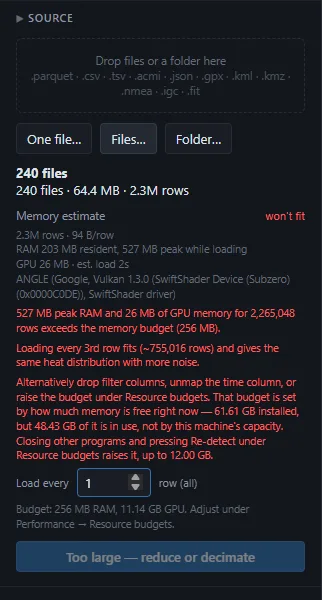 ▶ SOURCE
Drop files or a folder here
.parquet · .csv · .tsv · .acmi · .json · .gpx · .kml · .kmz ·
.nmea · .igc · .fit
One file... Files... Folder...
240 files
240 files · 64.4 MB · 2.3M rows
Memory estimate won't fit
2.3M rows · 94 B/row
RAM 203 MB resident, 527 MB peak while loading
GPU 26 MB · est. load 2s
ANGLE (Google, Vulkan 1.3.0 (SwiftShader Device (Subzero)
(0x0000C0DE)), SwiftShader driver)
527 MB peak RAM and 26 MB of GPU memory for 2,265,048
rows exceeds the memory budget (256 MB).
Loading every 3rd row fits (~755,016 rows) and gives the
same heat distribution with more noise.
Alternatively drop filter columns, unmap the time column, or
raise the budget under Resource budgets. That budget is set
by how much memory is free right now — 61.61 GB installed,
but 48.43 GB of it is in use, not by this machine's capacity.
Closing other programs and pressing Re-detect under
Resource budgets raises it, up to 12.00 GB.
Load every 1 row (all)
Budget: 256 MB RAM, 11.14 GB GPU. Adjust under
Performance → Resource budgets.
Too large — reduce or decimate